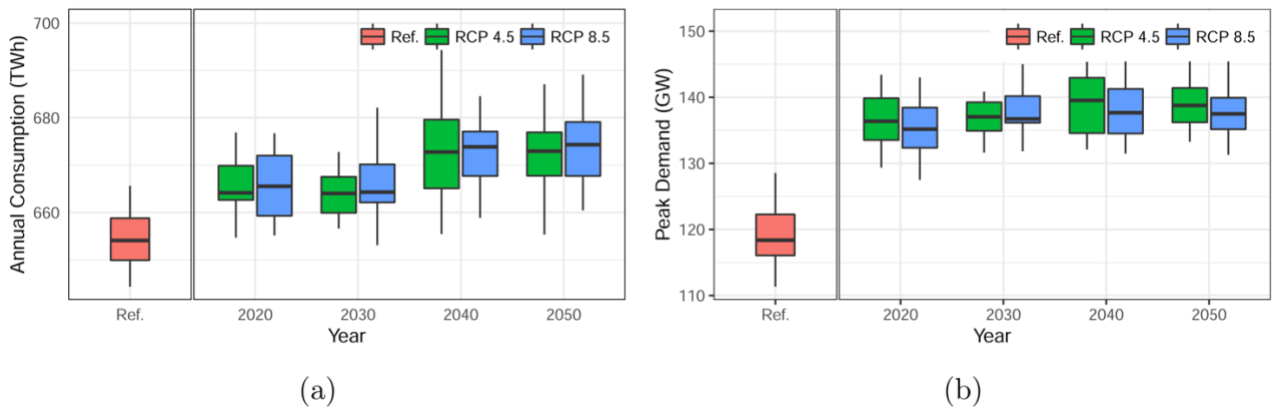 Annual Consumption (TWh)
700
680
660
Ref. RCP 4.5 RCP 8.5
Ref. 2020 2030 2040 2050
Year
(a)
Peak Demand (GW)
150
140
130
120
110
Ref. RCP 4.5 RCP 8.5
Ref. 2020 2030 2040 2050
Year
(b)